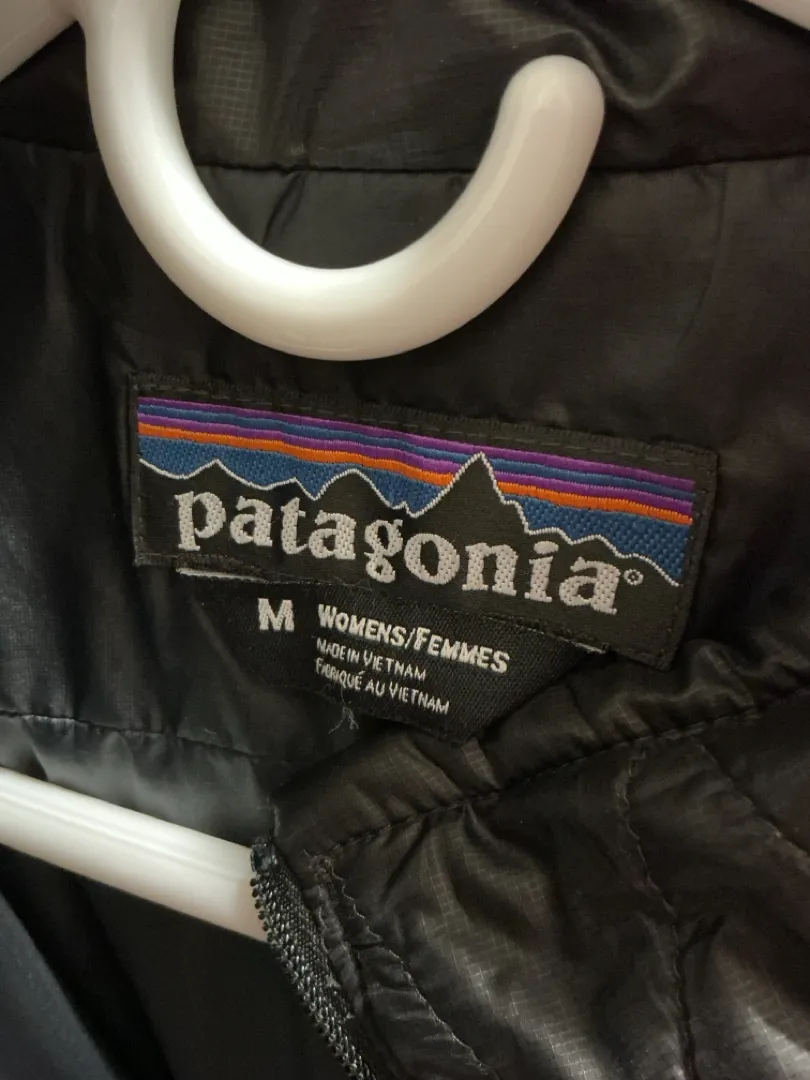 patagonia®
M WOMENS/FEMMES
MADE IN VIETNAM
FABRIQUÉ AU VIETNAM